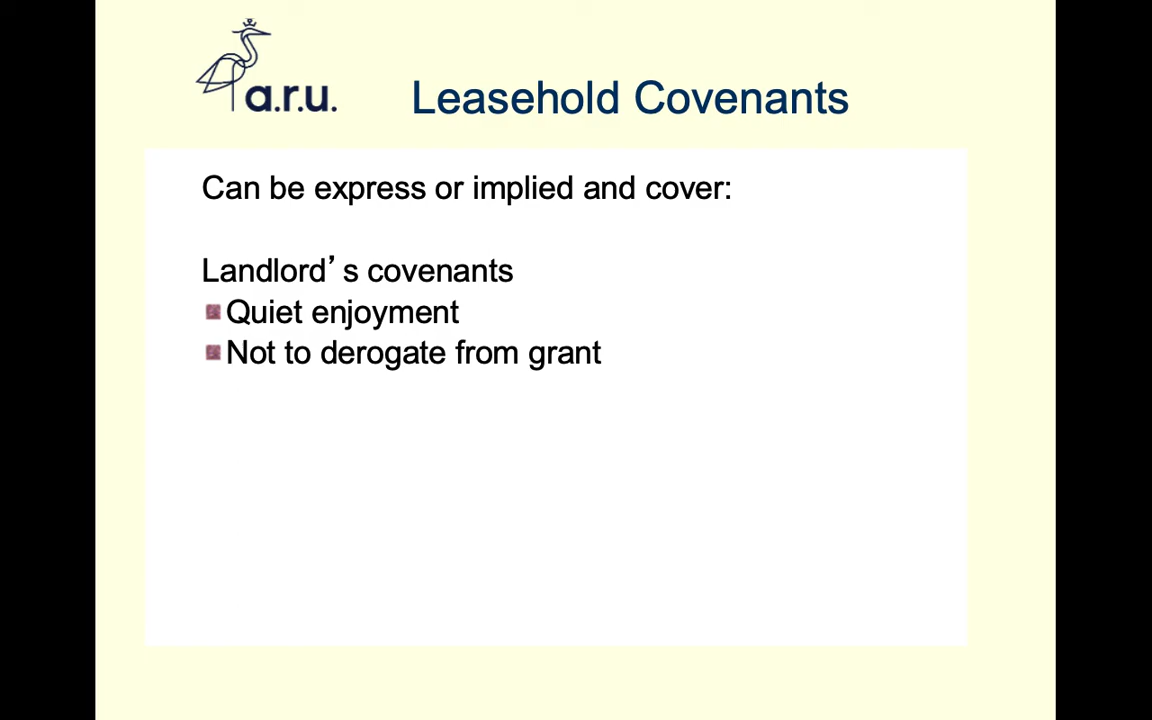 a.r.u.
Leasehold Covenants
Can be express or implied and cover:
Landlord’s covenants
Quiet enjoyment
Not to derogate from grant